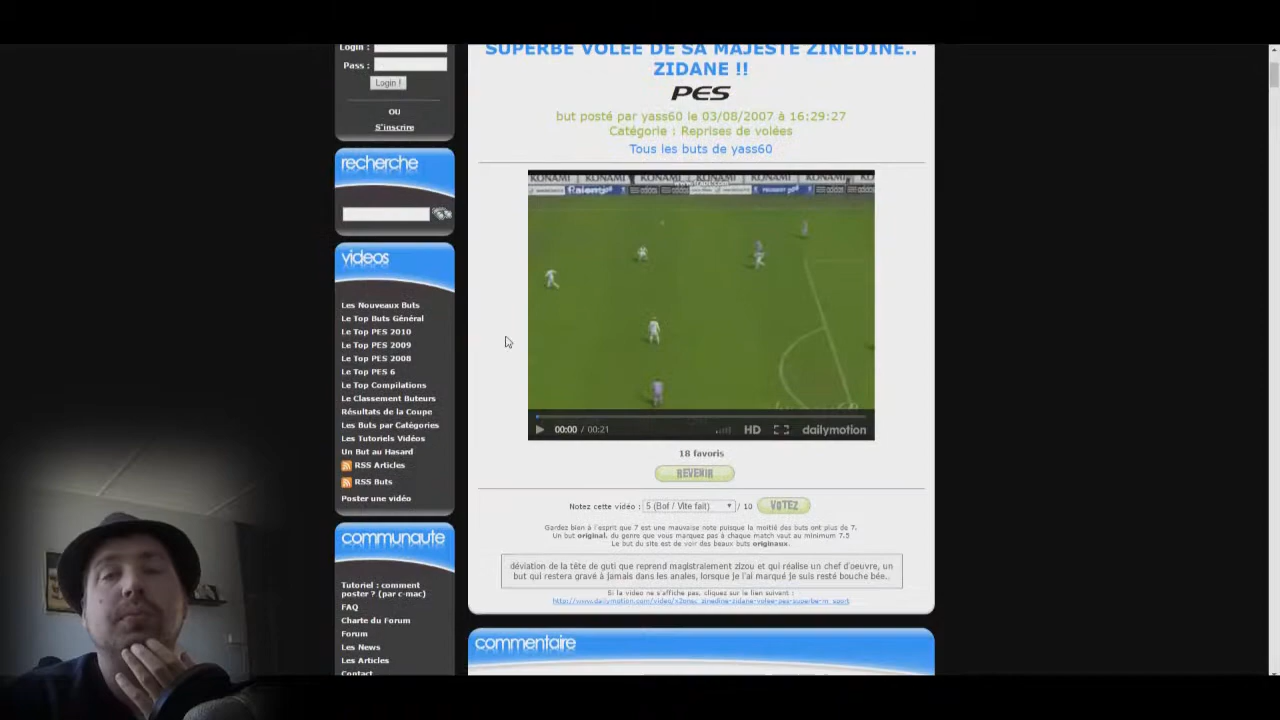 Login :
Pass :
Login !
OU
S'inscrire
recherche
videos
Les Nouveaux Buts
Le Top Buts Général
Le Top PES 2010
Le Top PES 2009
Le Top PES 2008
Le Top PES 6
Le Top Compilations
Le Classement Buteurs
Résultats de la Coupe
Les Buts par Catégories
Les Tutoriels Vidéos
Un But au Hasard
RSS Articles
RSS Buts
Poster une vidéo
communaute
Tutoriel : comment
poster ? (par c-mac)
FAQ
Charte du Forum
Forum
Les News
Les Articles
Contact
SUPERBE VOLEE DE SA MAJESTE ZINEDINE..
ZIDANE !!
PES
but posté par yass60 le 03/08/2007 à 16:29:27
Catégorie : Reprises de volées
Tous les buts de yass60
KONAMI KONAMI KONAMI KONAMI
www.fraps.com
Ralenti
adidas
PEUGEOT
00:00 / 00:21
HD
dailymotion
18 favoris
REVENIR
Notez cette vidéo : 5 (Bof / Vite fait) / 10 VOTEZ
Gardez bien à l'esprit que 7 est une mauvaise note puisque la moitié des buts ont plus de 7.
Un but original, du genre que vous marquez pas à chaque match vaut au minimum 7.5
Le but du site est de voir des beaux buts originaux.
déviation de la tête de guti que reprend magistralement zizou et qui réalise un chef d'oeuvre, un
but qui restera gravé à jamais dans les anales, lorsque je l'ai marqué je suis resté bouche bée..
Si la video ne s'affiche pas, cliquez sur le lien suivant :
commentaire